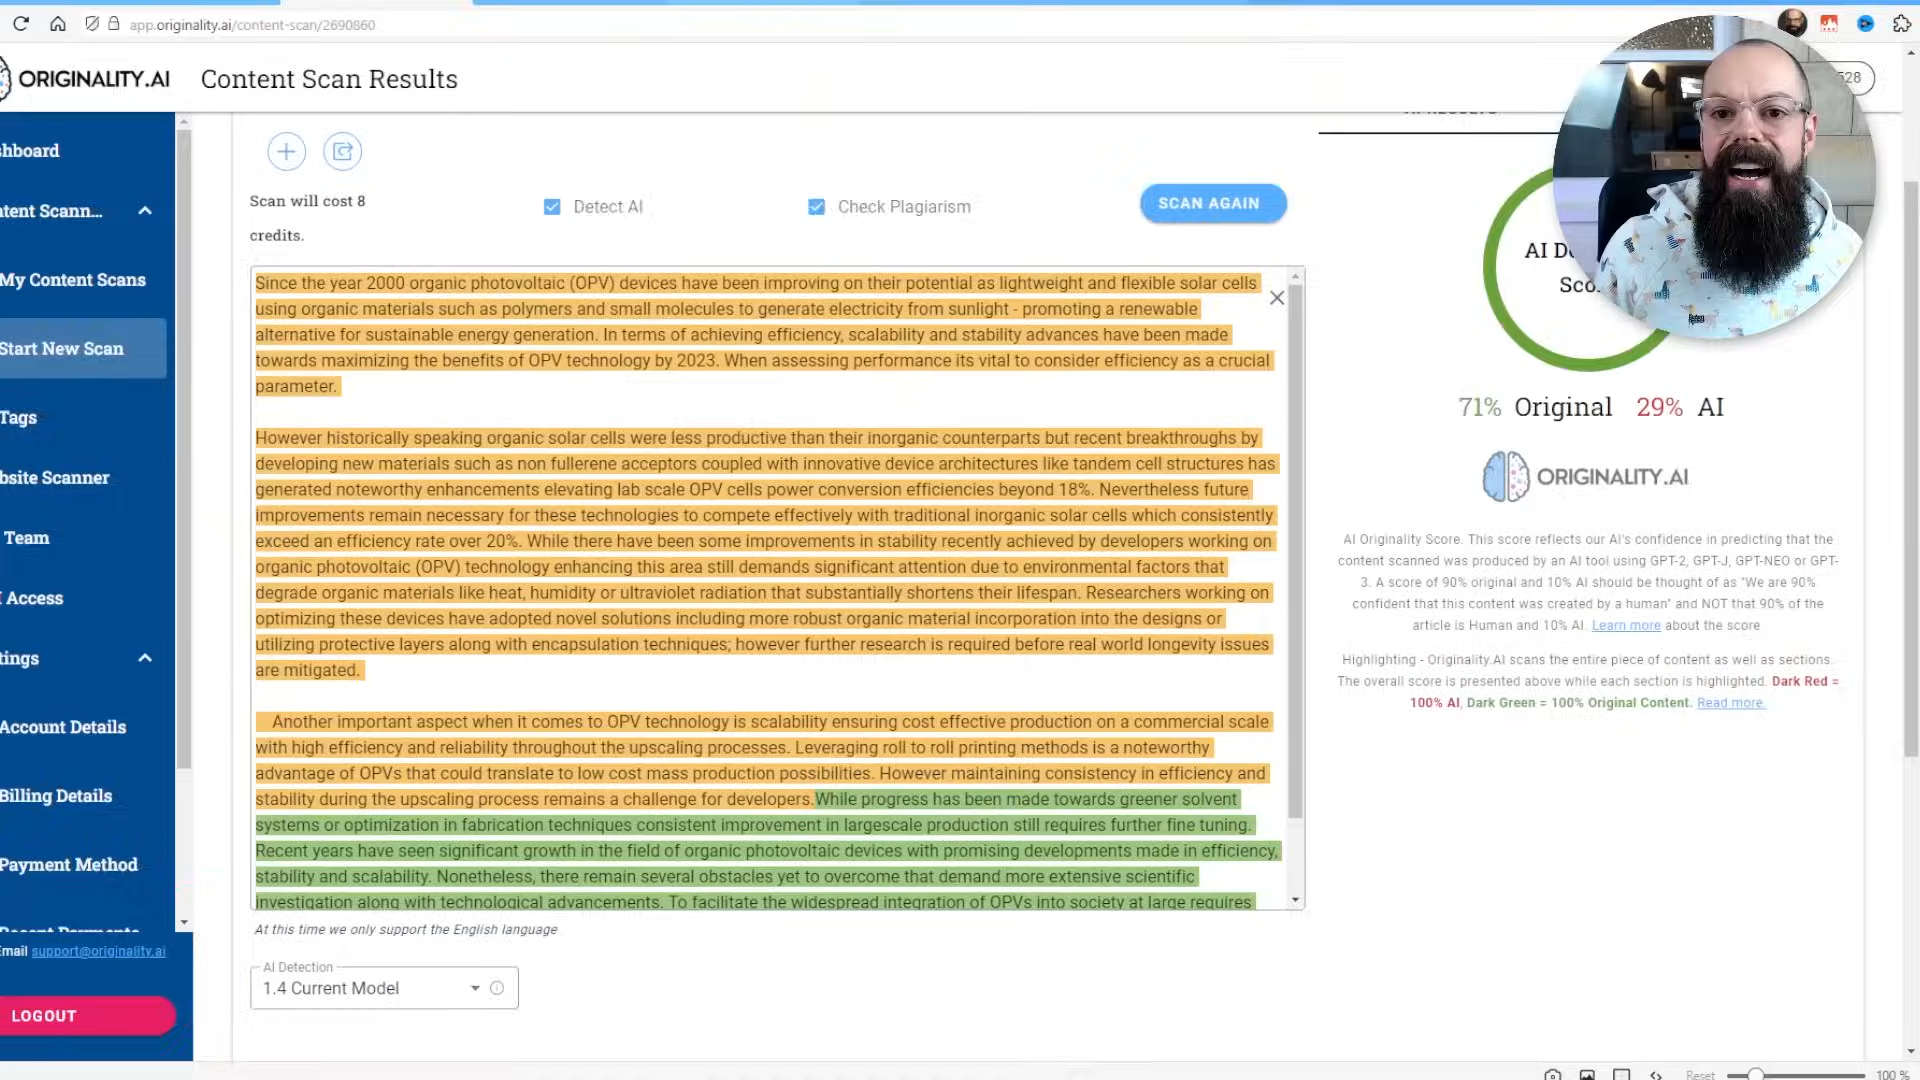 app.originality.ai/content-scan/2690860
ORIGINALITY.AI
Content Scan Results
528
shboard
ntent Scann...
My Content Scans
Start New Scan
Tags
bsite Scanner
Team
Access
tings
Account Details
Billing Details
Payment Method
Email support@originality.ai
LOGOUT
Scan will cost 8
credits.
Detect AI
Check Plagiarism
SCAN AGAIN
Since the year 2000 organic photovoltaic (OPV) devices have been improving on their potential as lightweight and flexible solar cells
using organic materials such as polymers and small molecules to generate electricity from sunlight - promoting a renewable
alternative for sustainable energy generation. In terms of achieving efficiency, scalability and stability advances have been made
towards maximizing the benefits of OPV technology by 2023. When assessing performance its vital to consider efficiency as a crucial
parameter.
However historically speaking organic solar cells were less productive than their inorganic counterparts but recent breakthroughs by
developing new materials such as non fullerene acceptors coupled with innovative device architectures like tandem cell structures has
generated noteworthy enhancements elevating lab scale OPV cells power conversion efficiencies beyond 18%. Nevertheless future
improvements remain necessary for these technologies to compete effectively with traditional inorganic solar cells which consistently
exceed an efficiency rate over 20%. While there have been some improvements in stability recently achieved by developers working on
organic photovoltaic (OPV) technology enhancing this area still demands significant attention due to environmental factors that
degrade organic materials like heat, humidity or ultraviolet radiation that substantially shortens their lifespan. Researchers working on
optimizing these devices have adopted novel solutions including more robust organic material incorporation into the designs or
utilizing protective layers along with encapsulation techniques; however further research is required before real world longevity issues
are mitigated.
Another important aspect when it comes to OPV technology is scalability ensuring cost effective production on a commercial scale
with high efficiency and reliability throughout the upscaling processes. Leveraging roll to roll printing methods is a noteworthy
advantage of OPVs that could translate to low cost mass production possibilities. However maintaining consistency in efficiency and
stability during the upscaling process remains a challenge for developers.While progress has been made towards greener solvent
systems or optimization in fabrication techniques consistent improvement in largescale production still requires further fine tuning.
Recent years have seen significant growth in the field of organic photovoltaic devices with promising developments made in efficiency,
stability and scalability. Nonetheless, there remain several obstacles yet to overcome that demand more extensive scientific
investigation along with technological advancements. To facilitate the widespread integration of OPVs into society at large requires
At this time we only support the English language
AI Detection
1.4 Current Model
AI De
Sco
71% Original 29% AI
ORIGINALITY.AI
AI Originality Score. This score reflects our AI's confidence in predicting that the
content scanned was produced by an AI tool using GPT-2, GPT-J, GPT-NEO or GPT-
3. A score of 90% original and 10% AI should be thought of as "We are 90%
confident that this content was created by a human" and NOT that 90% of the
article is Human and 10% AI. Learn more about the score
Highlighting - Originality.AI scans the entire piece of content as well as sections.
The overall score is presented above while each section is highlighted. Dark Red =
100% AI, Dark Green = 100% Original Content. Read more.
Reset
100 %